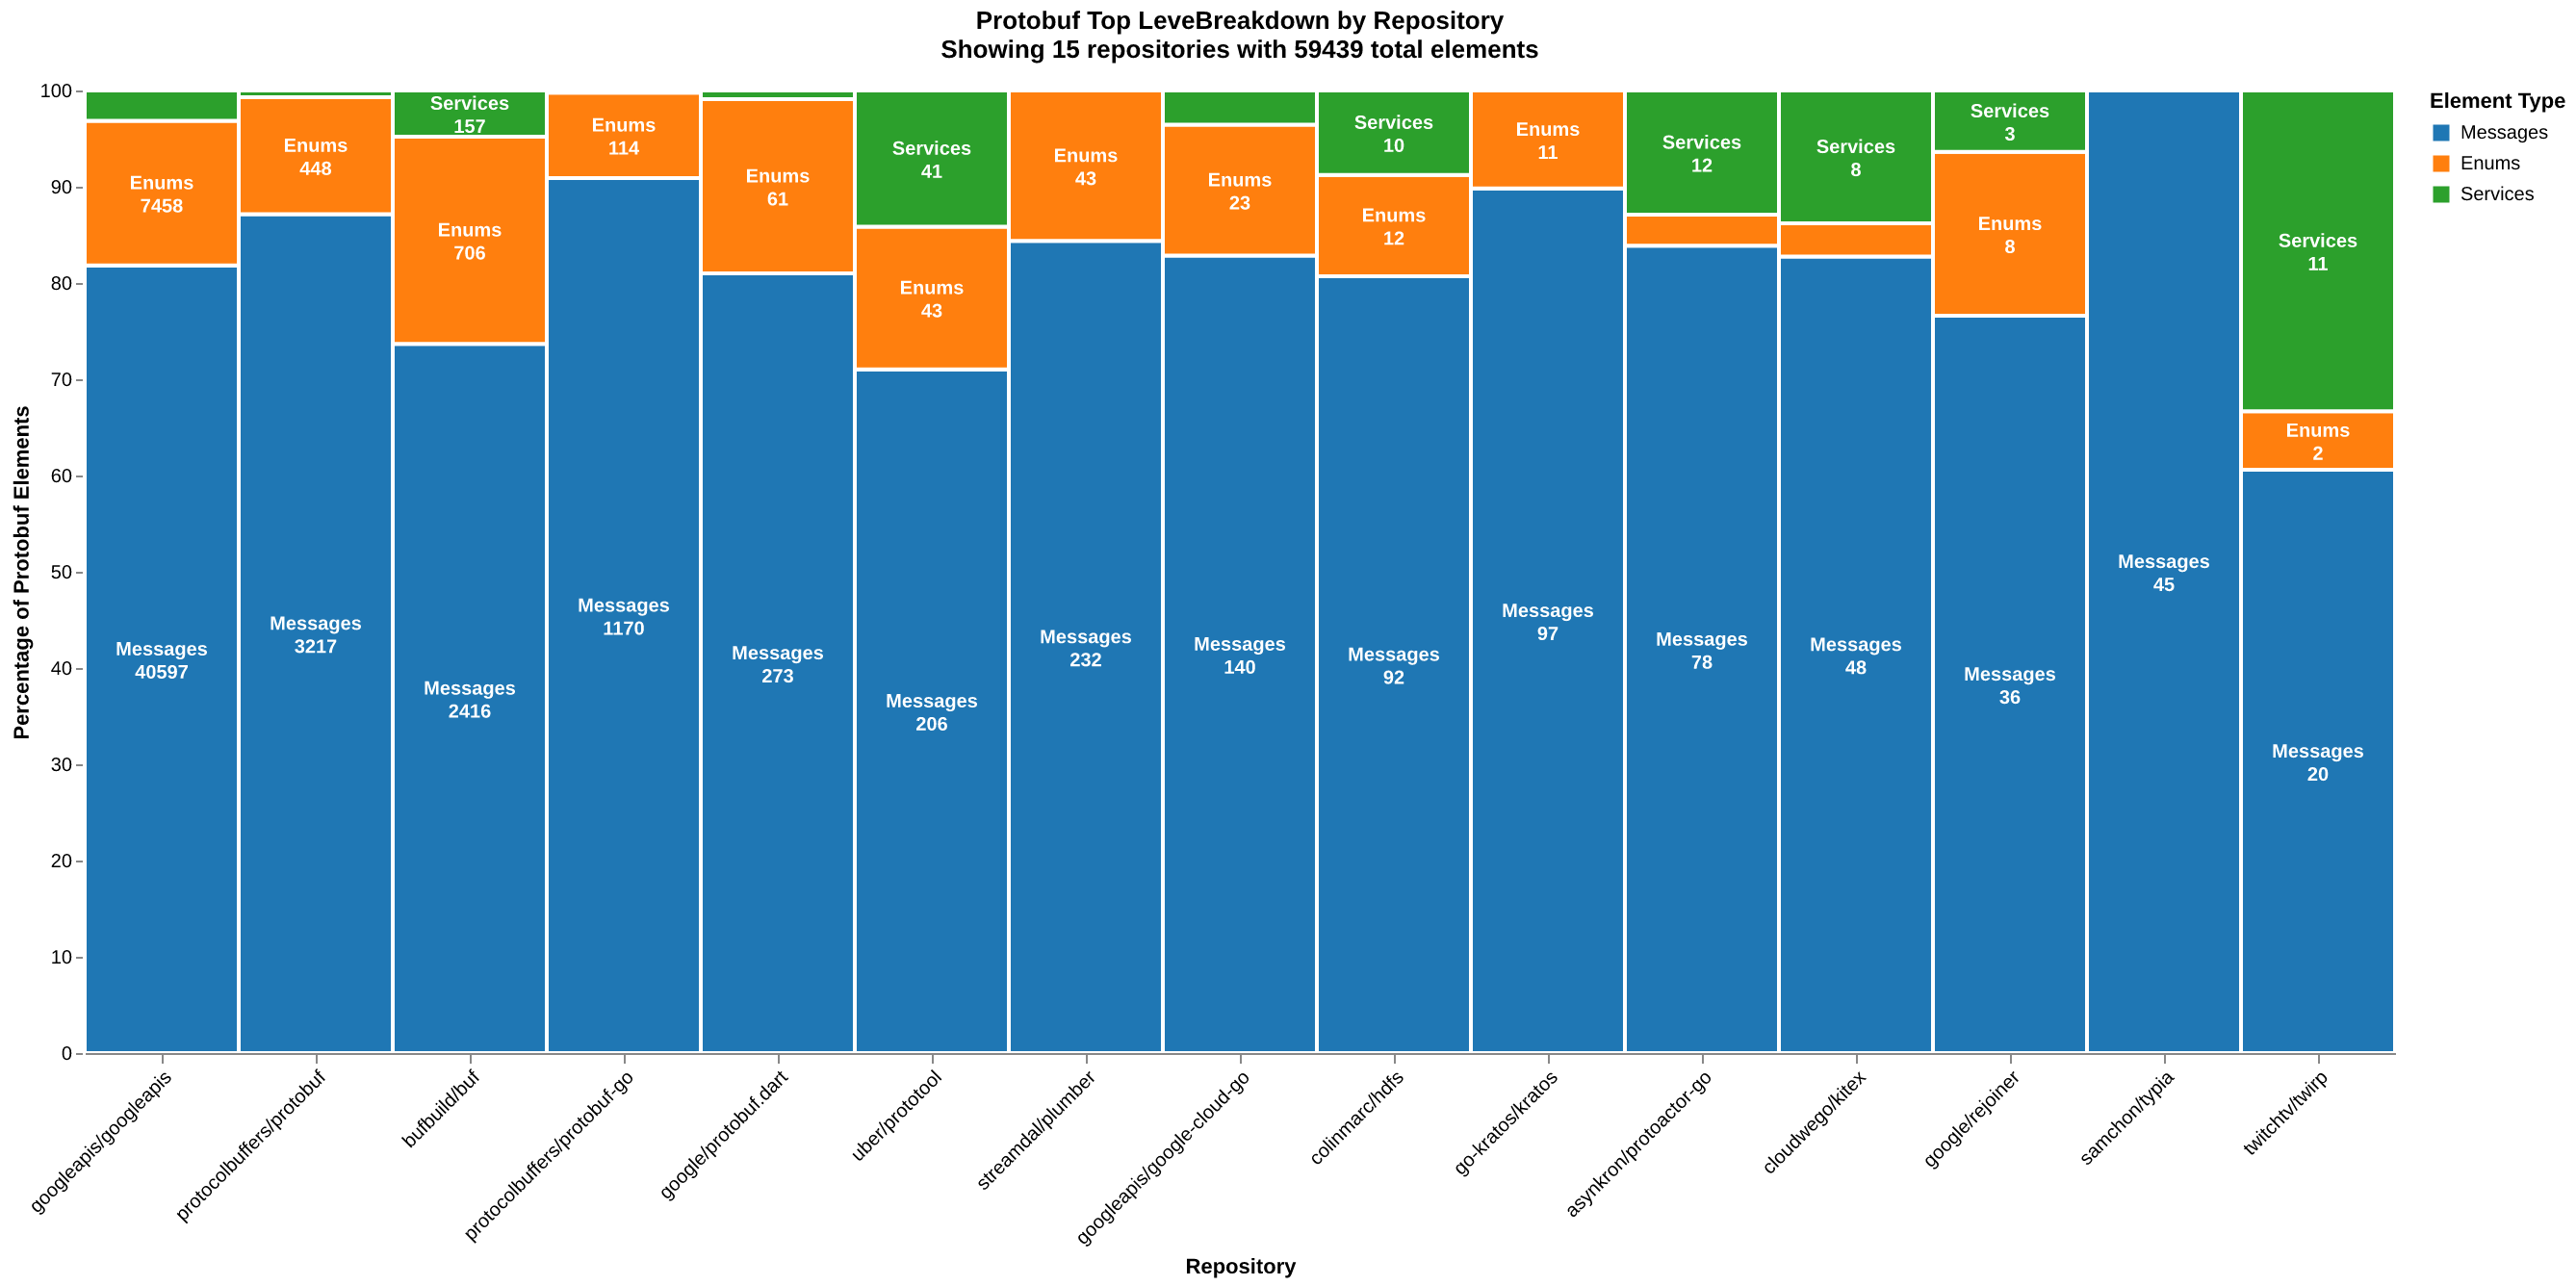 Protobuf Top LeveBreakdown by Repository
Showing 15 repositories with 59439 total elements
Percentage of Protobuf Elements
100
90
80
70
60
50
40
30
20
10
0
Enums
7458
Messages
40597
Enums
448
Messages
3217
Services
157
Enums
706
Messages
2416
Enums
114
Messages
1170
Enums
61
Messages
273
Services
41
Enums
43
Messages
206
Enums
43
Messages
232
Enums
23
Messages
140
Services
10
Enums
12
Messages
92
Enums
11
Messages
97
Services
12
Messages
78
Services
8
Messages
48
Services
3
Enums
8
Messages
36
Messages
45
Services
11
Enums
2
Messages
20
googleapis/googleapis
protocolbuffers/protobuf
bufbuild/buf
protocolbuffers/protobuf-go
google/protobuf.dart
uber/prototool
streamdal/plumber
googleapis/google-cloud-go
colinmarc/hdfs
go-kratos/kratos
asynkron/protoactor-go
cloudwego/kitex
google/rejoiner
samchon/typia
twitchtv/twirp
Repository
Element Type
Messages
Enums
Services